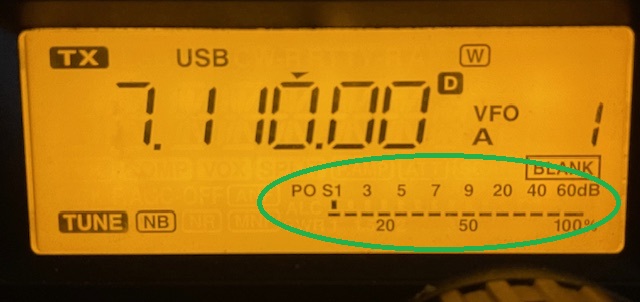 TX USB W
7.110.00 D VFO A 1
BLANK
PO S1 3 5 7 9 20 40 60dB
TUNE NB 20 50 100%